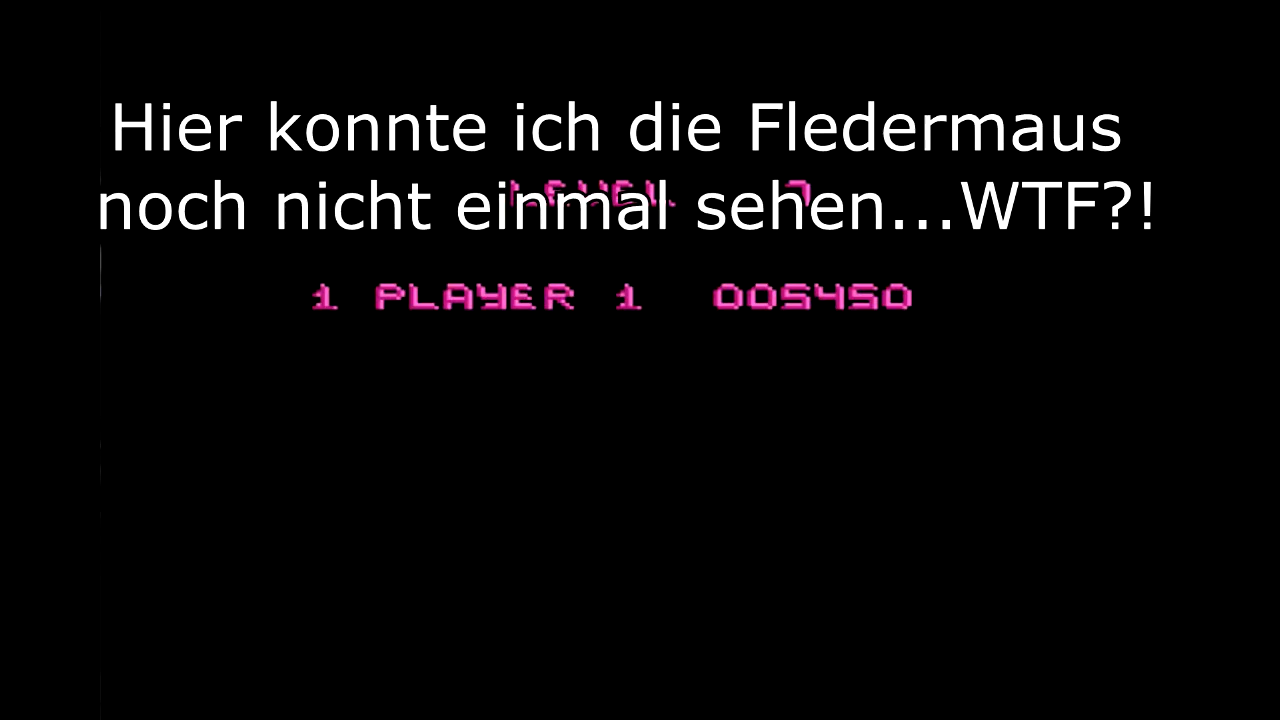 Hier konnte ich die Fledermaus
noch nicht einmal sehen...WTF?!
1 PLAYER 1 005450